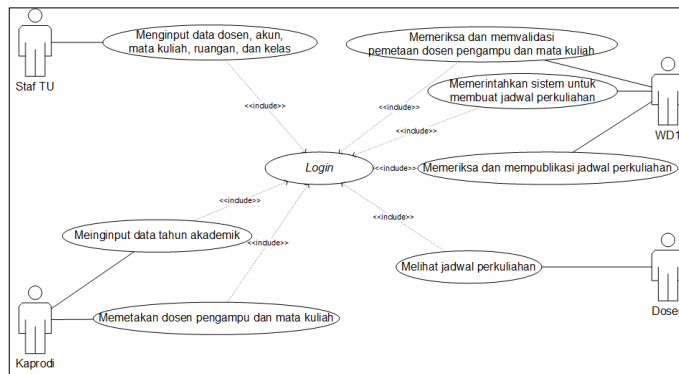 Menginput data dosen, akun,
mata kuliah, ruangan, dan kelas
Staf TU
Memeriksa dan memvalidasi
pemetaan dosen pengampu dan mata kuliah
Memerintahkan sistem untuk
membuat jadwal perkuliahan
WD1
<<include>>
<<include>>
<<include>>
Login
<<include>>
Memeriksa dan mempublikasi jadwal perkuliahan
<<include>>
<<include>>
<<include>>
Meinginput data tahun akademik
Melihat jadwal perkuliahan
Memetakan dosen pengampu dan mata kuliah
Kaprodi
Dosen